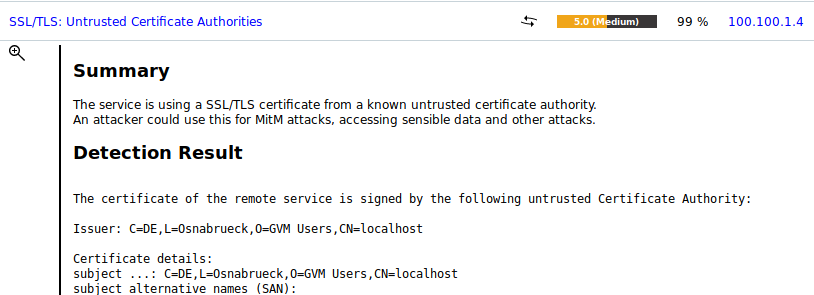 SSL/TLS: Untrusted Certificate Authorities 5.0 (Medium) 99 % 100.100.1.4
Summary
The service is using a SSL/TLS certificate from a known untrusted certificate authority.
An attacker could use this for MitM attacks, accessing sensible data and other attacks.
Detection Result
The certificate of the remote service is signed by the following untrusted Certificate Authority:
Issuer: C=DE,L=Osnabrueck,O=GVM Users,CN=localhost
Certificate details:
subject ...: C=DE,L=Osnabrueck,O=GVM Users,CN=localhost
subject alternative names (SAN):